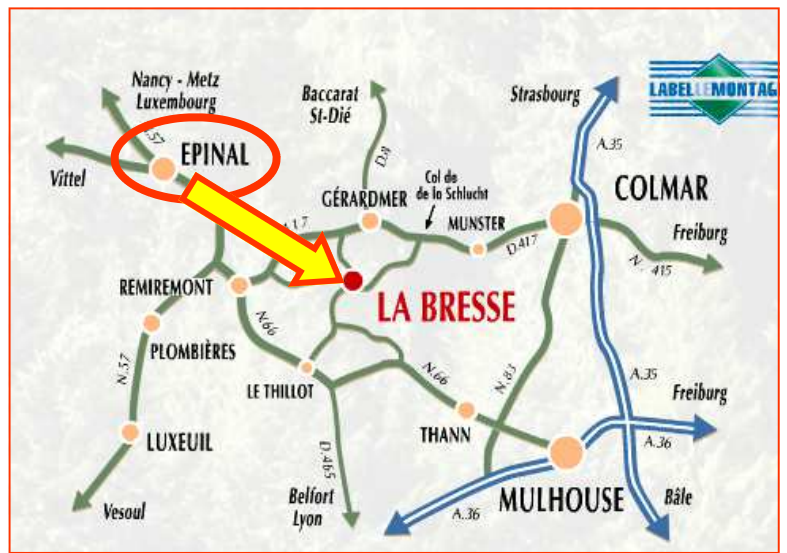 Nancy - Metz
Luxembourg
Baccarat
St-Dié
Strasbourg
LABELLEMONTAG
A.35
EPINAL
D.8
Vittel
Col de
de la Schlucht
COLMAR
GÉRARDMER
MUNSTER
D.417
Freiburg
N. 415
REMIREMONT
LA BRESSE
N.66
PLOMBIÈRES
N.57
LE THILLOT
N.66
N.83
A.35
Freiburg
LUXEUIL
THANN
A.36
D.465
Vesoul
Belfort
Lyon
A.36
MULHOUSE
Bâle